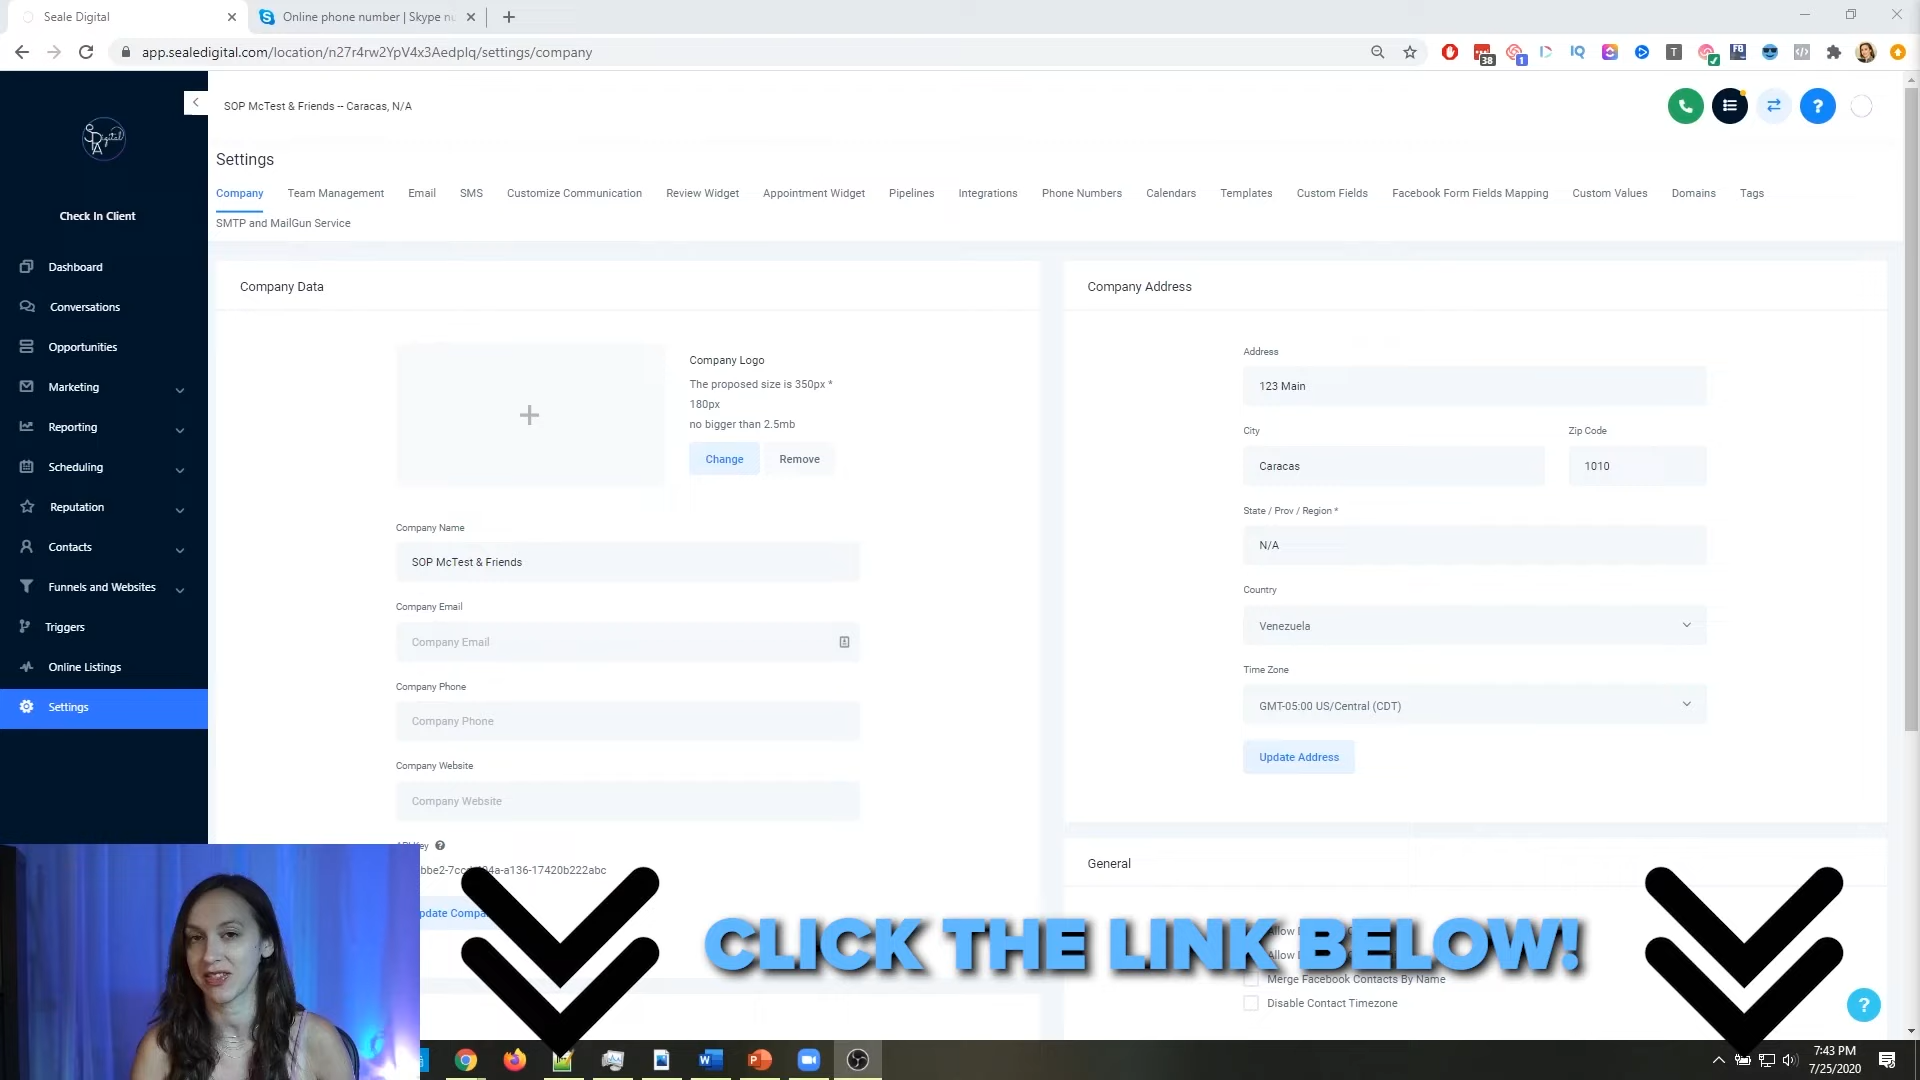 Seale Digital
Online phone number | Skype nu
app.sealedigital.com/location/n27r4rw2YpV4x3Aedplq/settings/company
38
1
IQ
T
FB
SOP McTest & Friends -- Caracas, N/A
?
Digital
Check In Client
Dashboard
Conversations
Opportunities
Marketing
Reporting
Scheduling
Reputation
Contacts
Funnels and Websites
Triggers
Online Listings
Settings
Settings
Company
Team Management
Email
SMS
Customize Communication
Review Widget
Appointment Widget
Pipelines
Integrations
Phone Numbers
Calendars
Templates
Custom Fields
Facebook Form Fields Mapping
Custom Values
Domains
Tags
SMTP and MailGun Service
Company Data
Company Logo
The proposed size is 350px *
180px
no bigger than 2.5mb
Change
Remove
Company Name
SOP McTest & Friends
Company Email
Company Email
Company Phone
Company Phone
Company Website
Company Website
Key
a-a136-17420b222abc
Company Address
Address
123 Main
City
Zip Code
Caracas
1010
State / Prov / Region *
N/A
Country
Venezuela
Time Zone
GMT-05:00 US/Central (CDT)
Update Address
General
Allow
Allow
Merge Facebook Contacts By Name
Disable Contact Timezone
CLICK THE LINK BELOW!
?
7:43 PM
7/25/2020